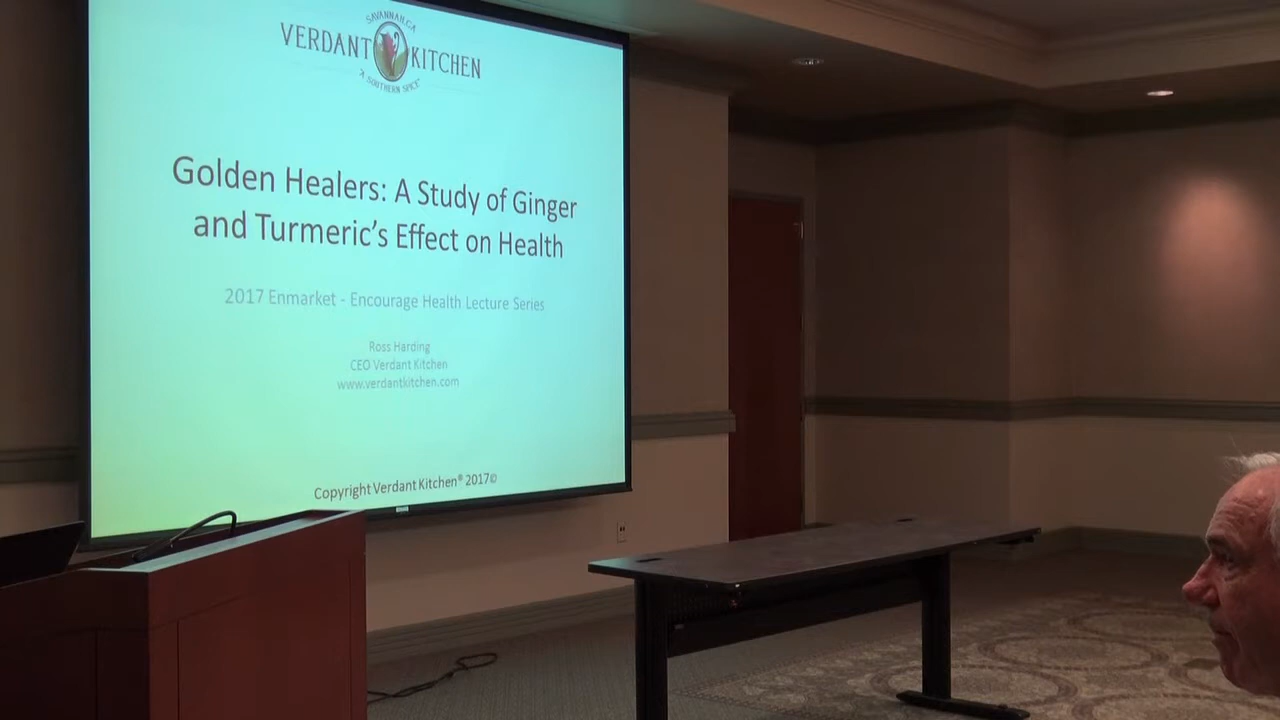 SAVANNAH, GA
VERDANT KITCHEN
"A SOUTHERN SPICE"
Golden Healers: A Study of Ginger
and Turmeric's Effect on Health
2017 Enmarket - Encourage Health Lecture Series
Ross Harding
CEO Verdant Kitchen
www.verdantkitchen.com
Copyright Verdant Kitchen® 2017©